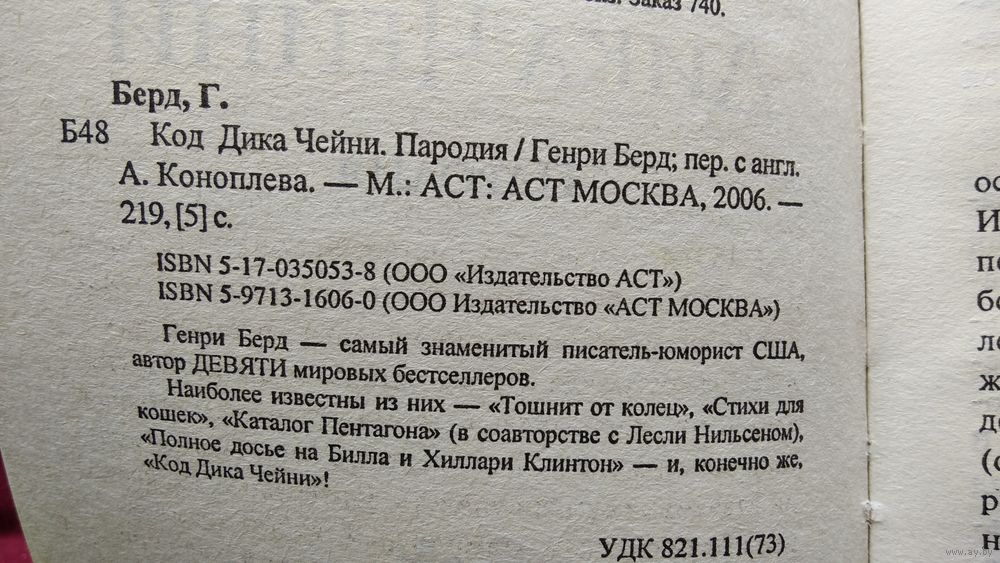 Заказ 740.
Берд, Г.
Б48 Код Дика Чейни. Пародия / Генри Берд; пер. с англ.
А. Коноплева. — М.: АСТ: АСТ МОСКВА, 2006. —
219, [5] с.
ISBN 5-17-035053-8 (ООО «Издательство АСТ»)
ISBN 5-9713-1606-0 (ООО Издательство «АСТ МОСКВА»)
Генри Берд — самый знаменитый писатель-юморист США,
автор ДЕВЯТИ мировых бестселлеров.
Наиболее известны из них — «Тошнит от колец», «Стихи для
кошек», «Каталог Пентагона» (в соавторстве с Лесли Нильсеном),
«Полное досье на Билла и Хиллари Клинтон» — и, конечно же,
«Код Дика Чейни»!
УДК 821.111(73)
www.ay.by